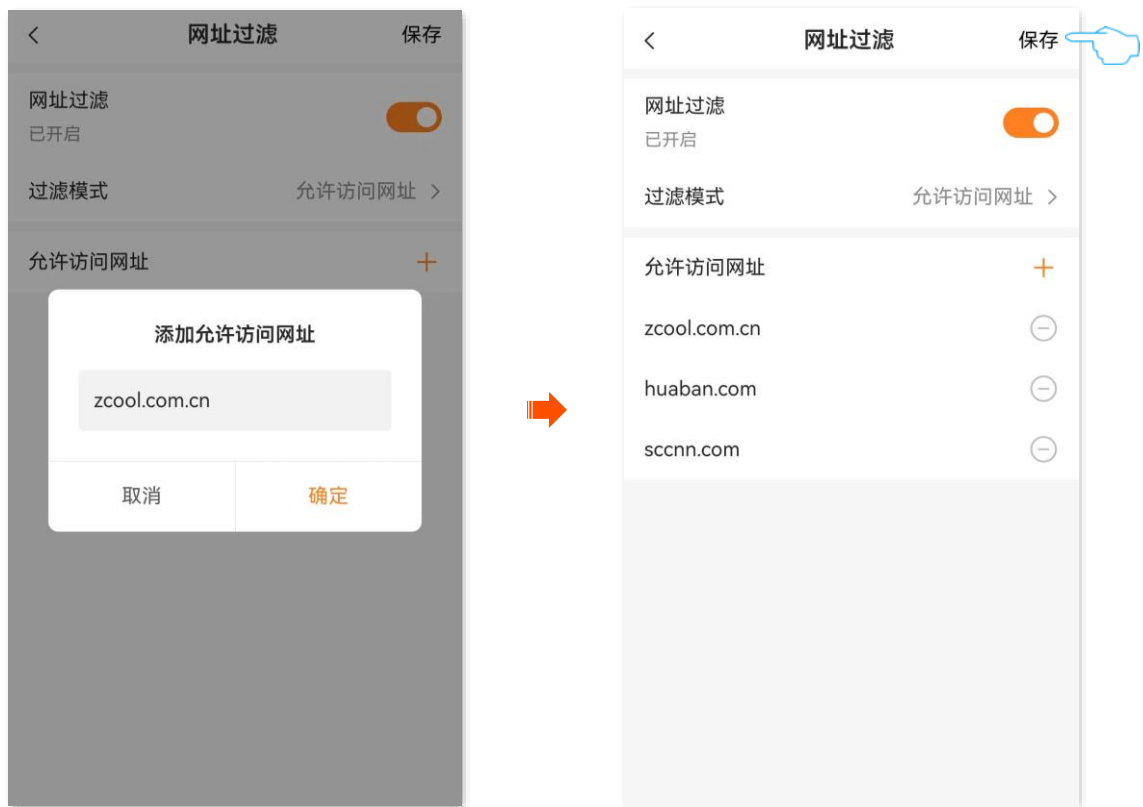 网址过滤 保存
网址过滤
已开启
过滤模式 允许访问网址
允许访问网址
添加允许访问网址
zcool.com.cn
取消 确定
网址过滤 保存
网址过滤
已开启
过滤模式 允许访问网址
允许访问网址
zcool.com.cn
huaban.com
sccnn.com